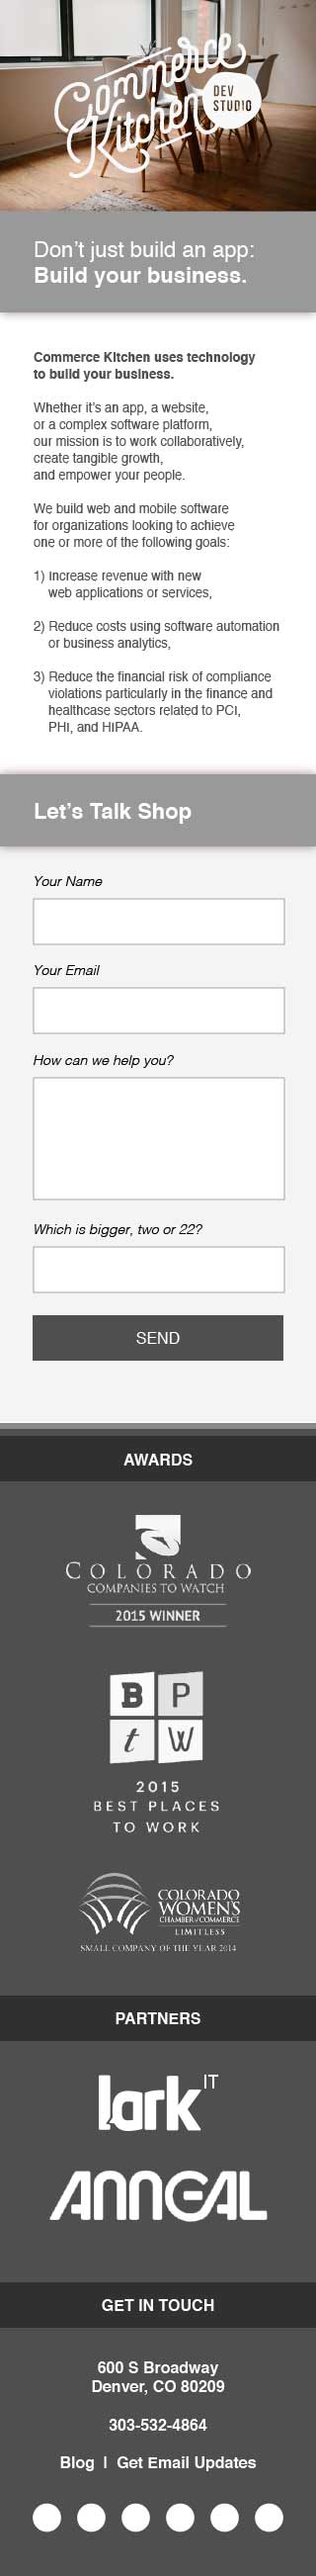 Commerce
Kitchen
DEV
STUDIO
Don't just build an app:
Build your business.
Commerce Kitchen uses technology
to build your business.
Whether it's an app, a website,
or a complex software platform,
our mission is to work collaboratively,
create tangible growth,
and empower your people.
We build web and mobile software
for organizations looking to achieve
one or more of the following goals:
1) Increase revenue with new
web applications or services,
2) Reduce costs using software automation
or business analytics,
3) Reduce the financial risk of compliance
violations particularly in the finance and
healthcase sectors related to PCI,
PHI, and HIPAA.
Let's Talk Shop
Your Name
Your Email
How can we help you?
Which is bigger, two or 22?
SEND
AWARDS
COLORADO
COMPANIES TO WATCH
2015 WINNER
B P
t W
2015
BEST PLACES
TO WORK
COLORADO
WOMEN'S
CHAMBER of COMMERCE
LIMITLESS
SMALL COMPANY OF THE YEAR 2014
PARTNERS
lark IT
ANNEAL
GET IN TOUCH
600 S Broadway
Denver, CO 80209
303-532-4864
Blog | Get Email Updates